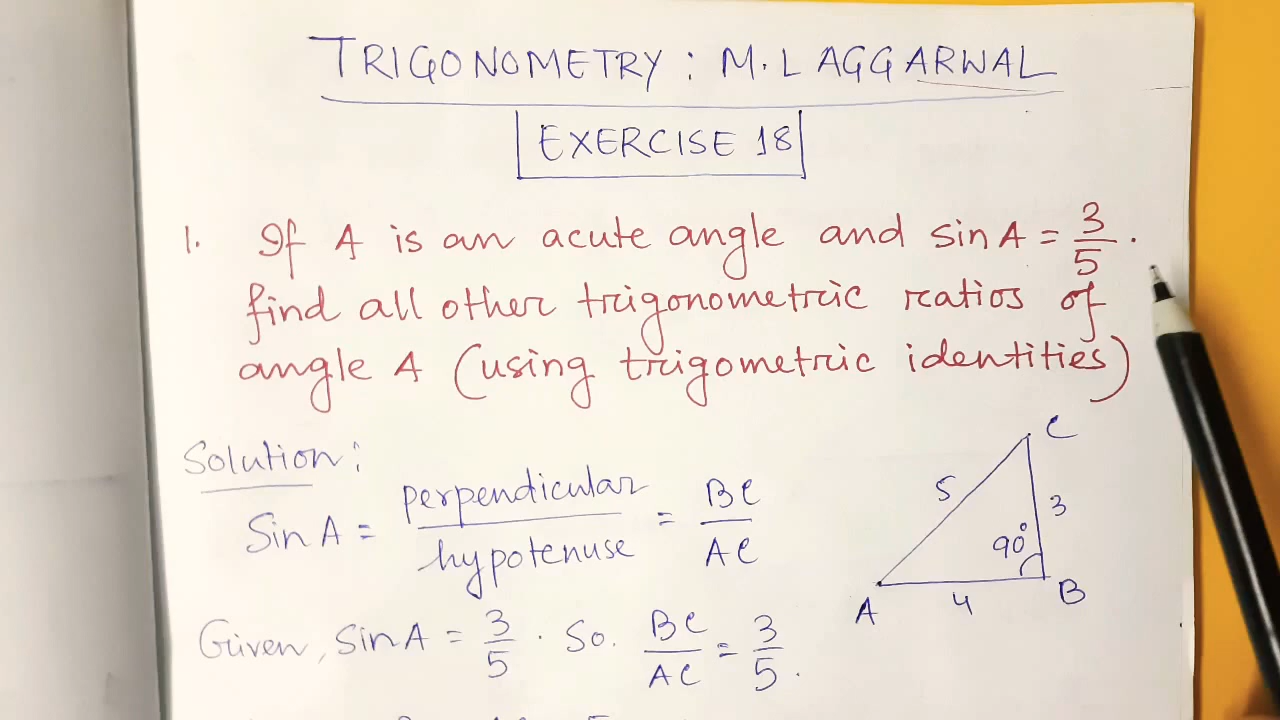 TRIGONOMETRY : M.L AGGARWAL
EXERCISE 18
1. If A is an acute angle and sin A = 3/5 .
find all other trigonometric ratios of
angle A (using trigometric identities)
Solution :
Sin A = perpendicular/hypotenuse = BC/AC
C
5
3
90°
A
4
B
Given, sin A = 3/5 . So. BC/AC = 3/5 .